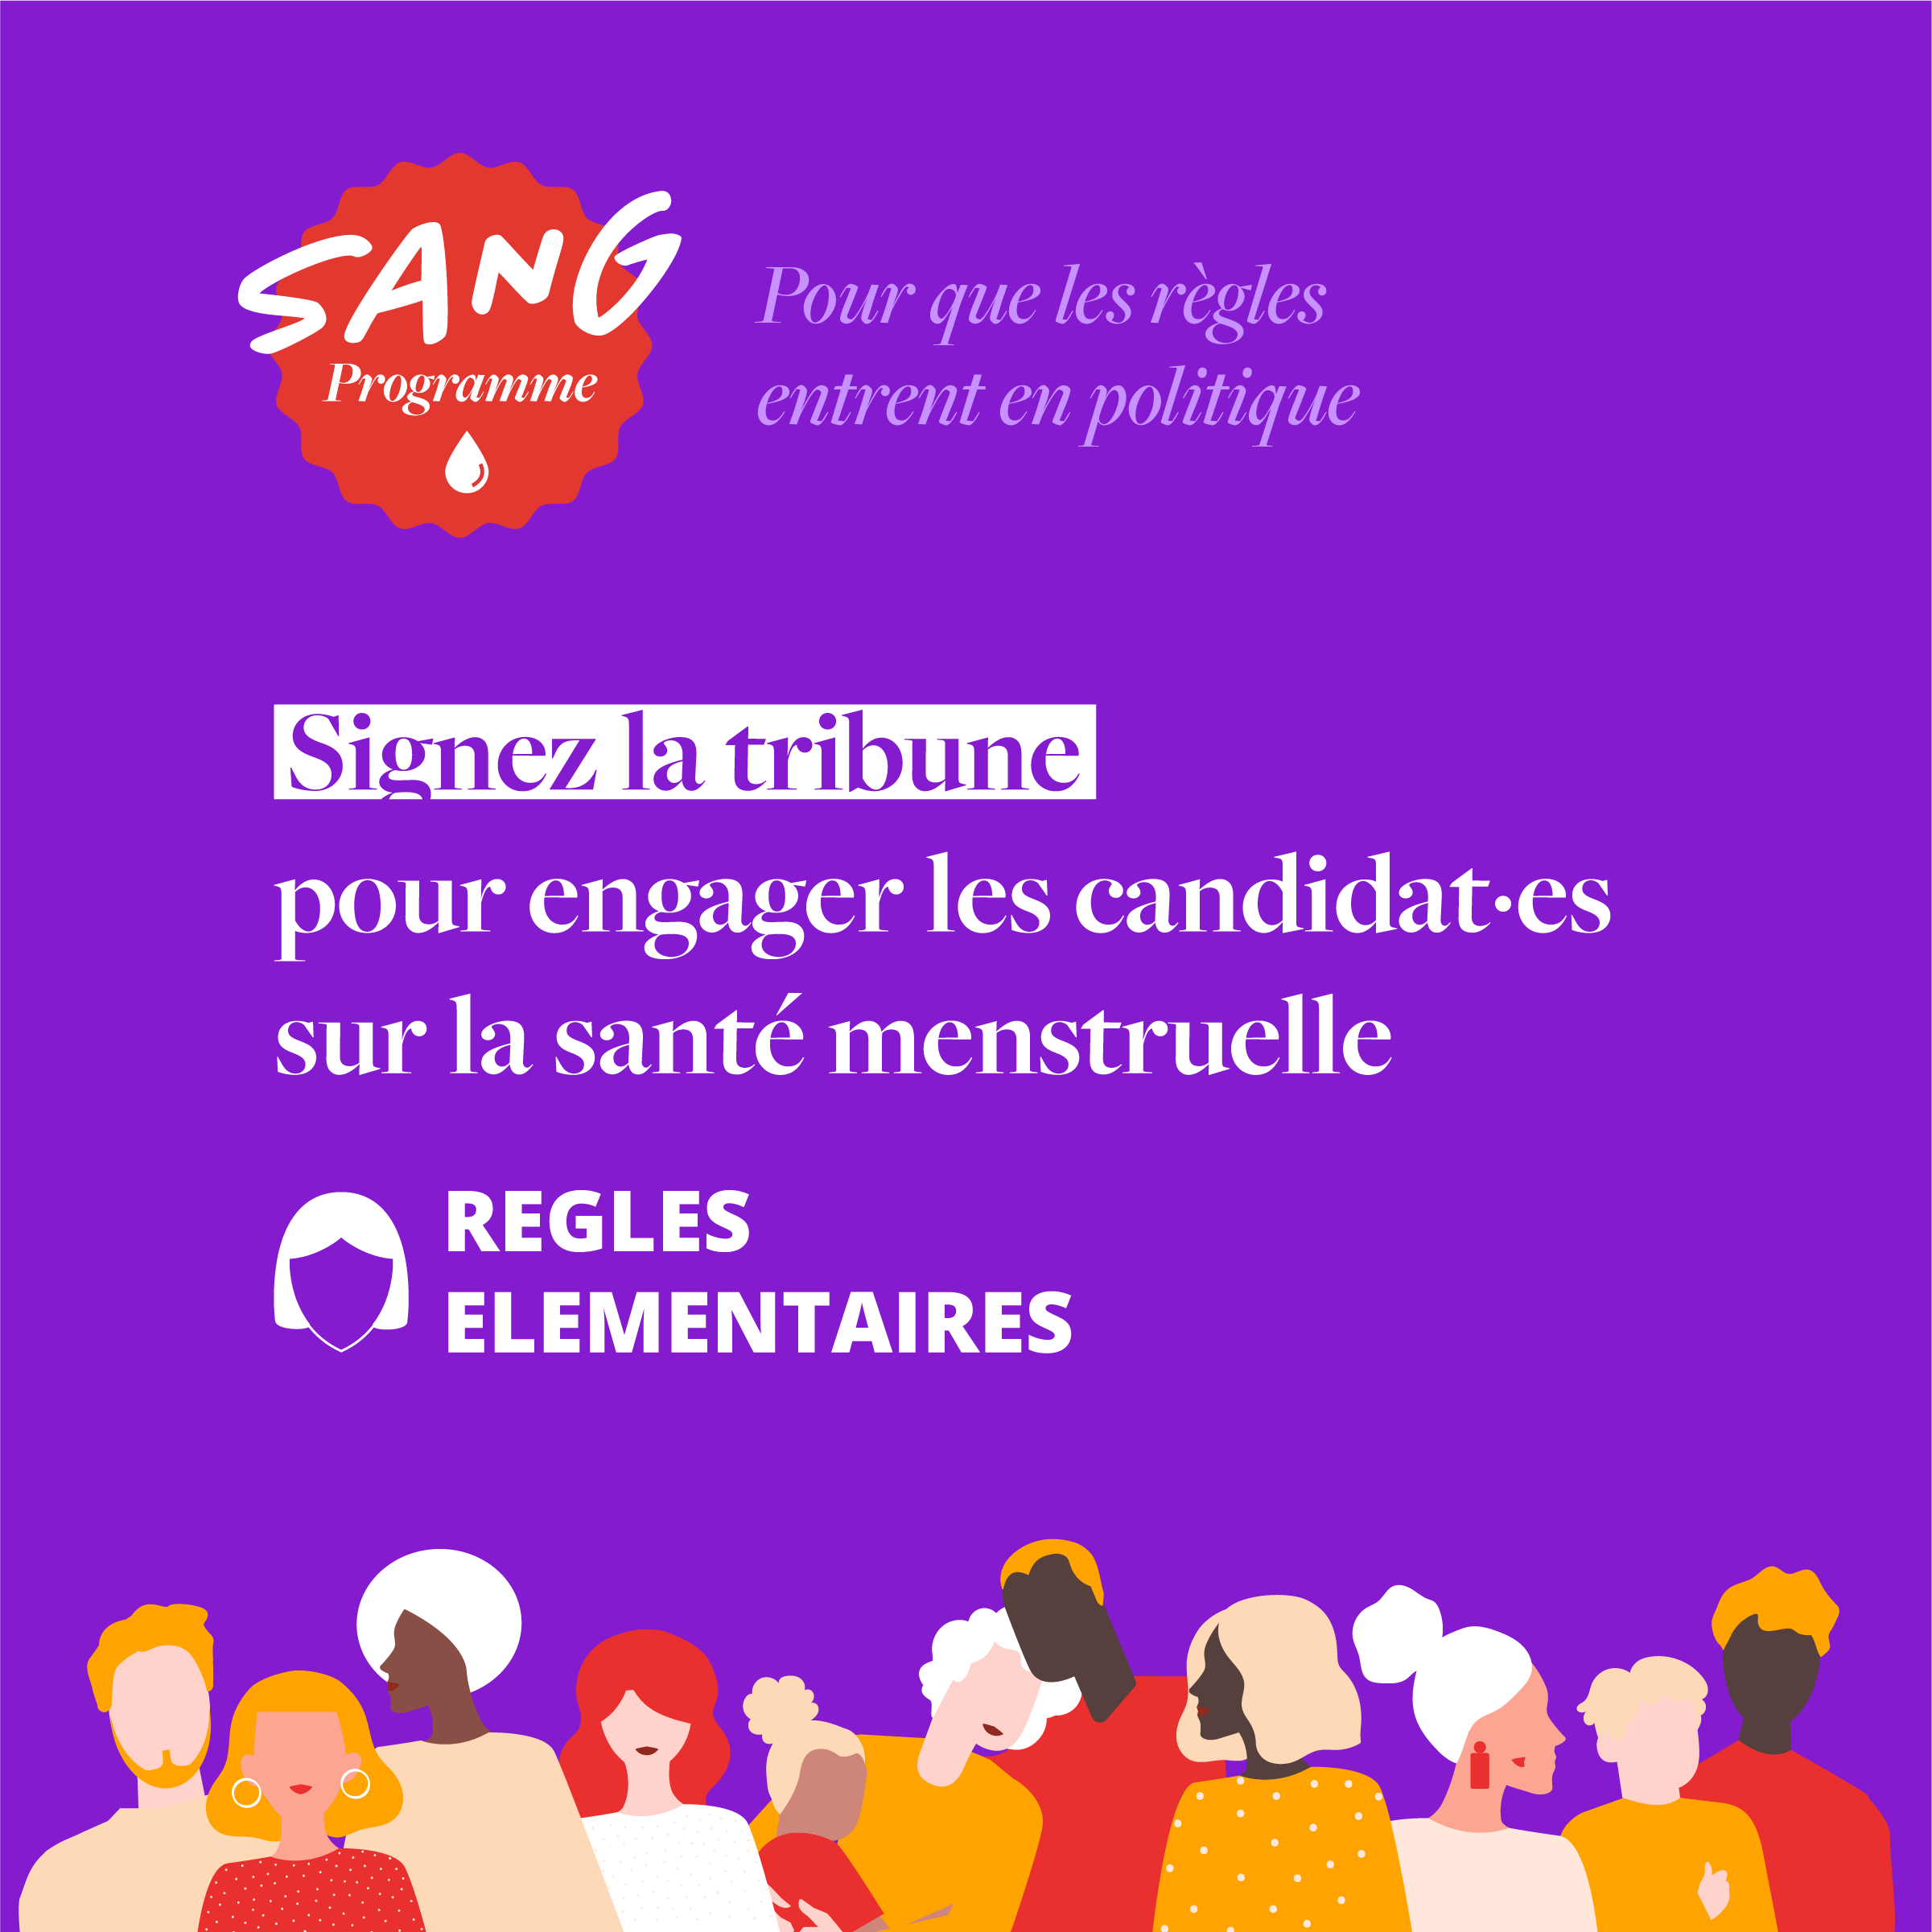 SANG
Programme
Pour que les règles
entrent en politique
Signez la tribune
pour engager les candidat·es
sur la santé menstruelle
REGLES
ELEMENTAIRES